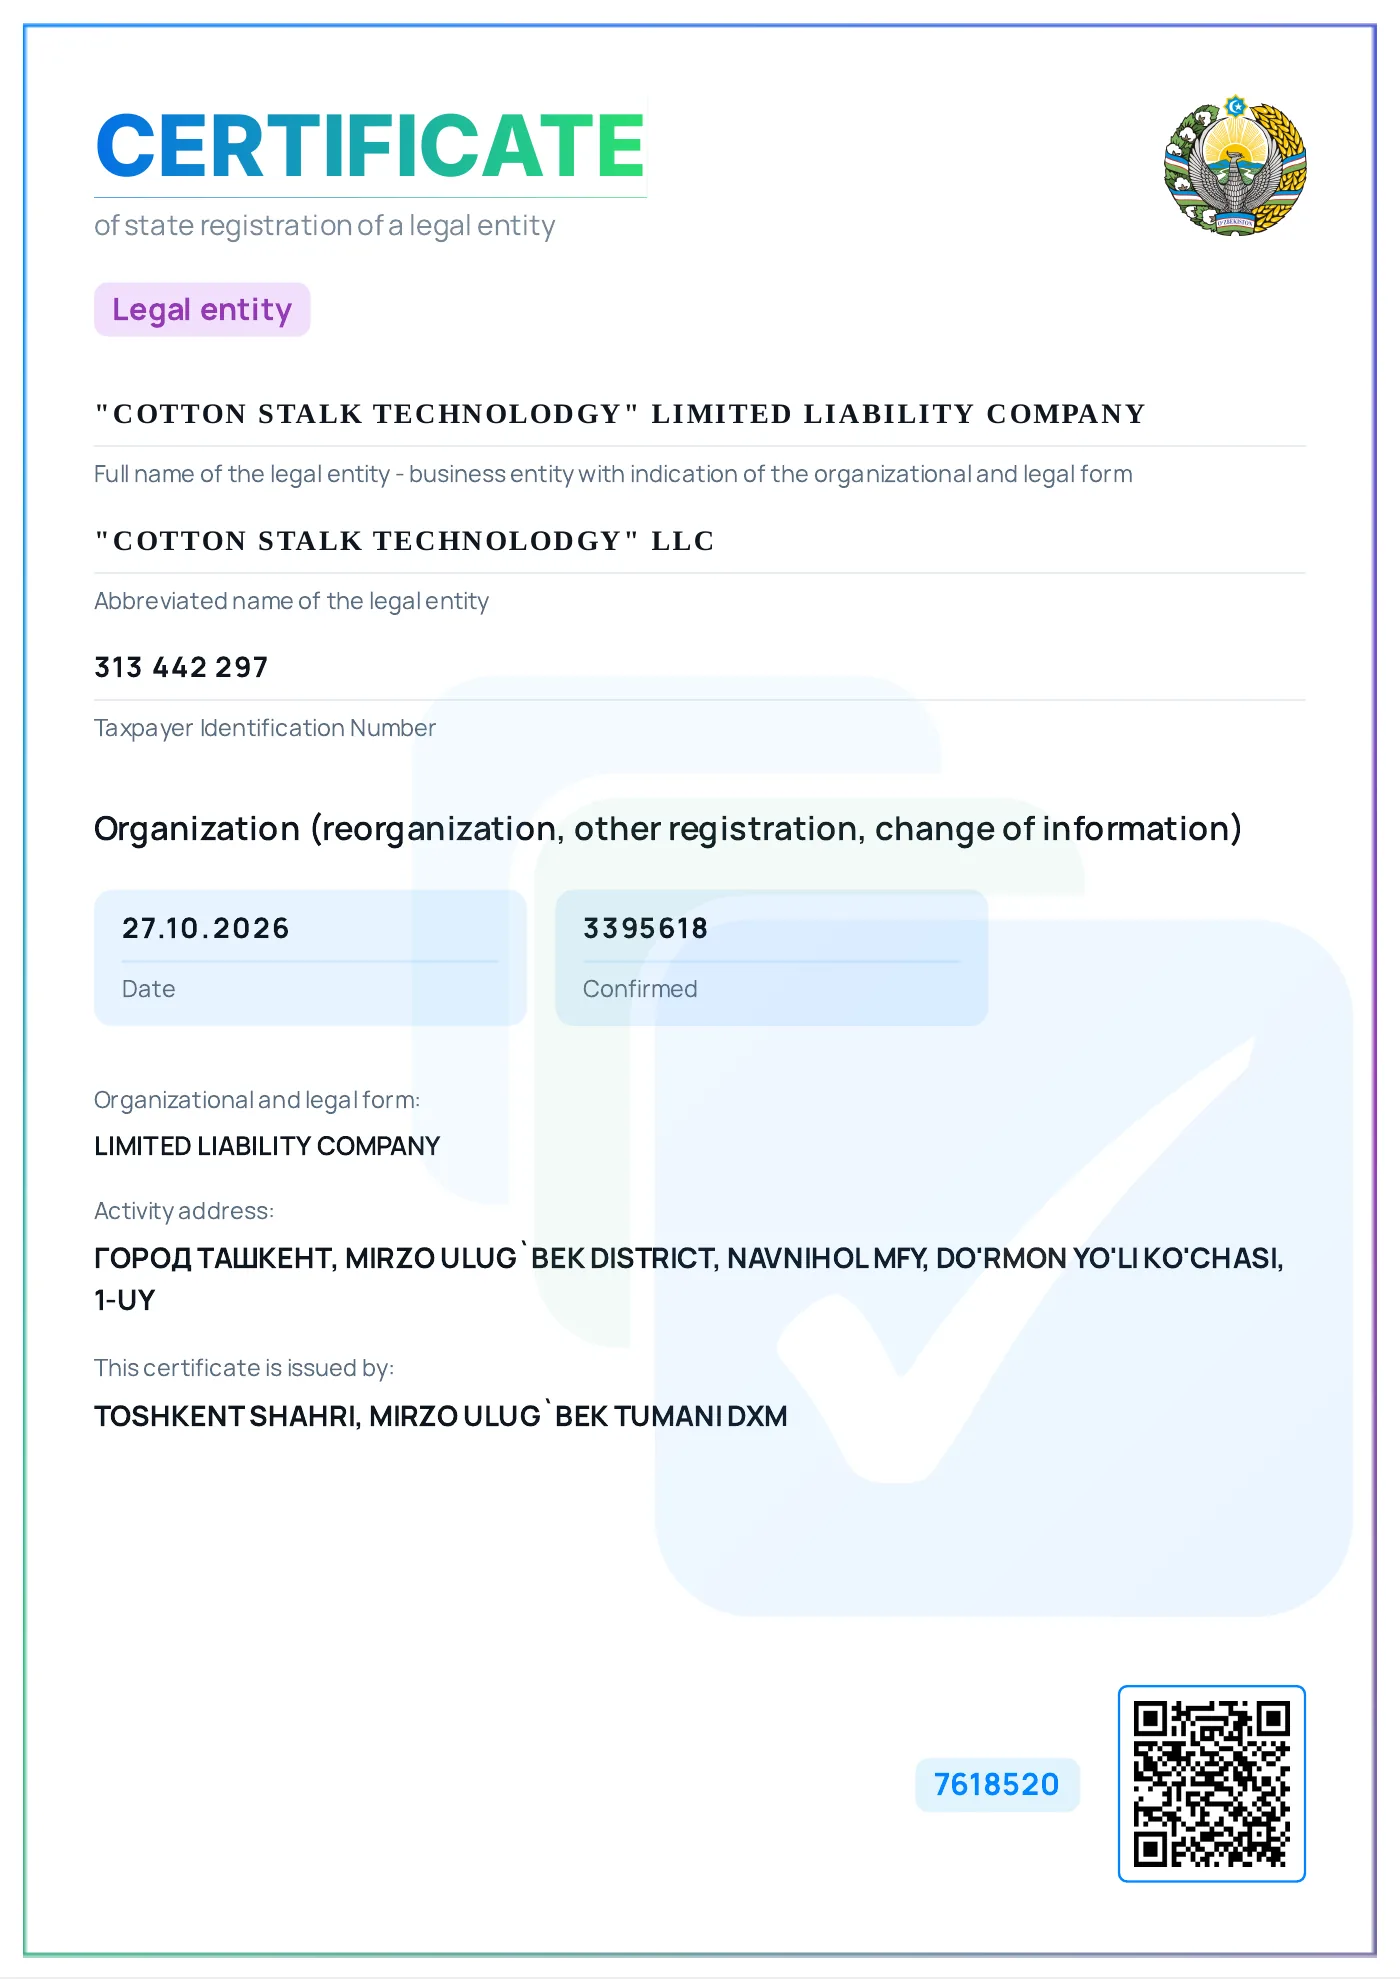 CERTIFICATE
of state registration of a legal entity
Legal entity
"COTTON STALK TECHNOLODGY" LIMITED LIABILITY COMPANY
Full name of the legal entity - business entity with indication of the organizational and legal form
"COTTON STALK TECHNOLODGY" LLC
Abbreviated name of the legal entity
313 442 297
Taxpayer Identification Number
Organization (reorganization, other registration, change of information)
27.10.2026
3395618
Date
Confirmed
Organizational and legal form:
LIMITED LIABILITY COMPANY
Activity address:
ГОРОД ТАШКЕНТ, MIRZO ULUG`BEK DISTRICT, NAVNIHOL MFY, DO'RMON YO'LI KO'CHASI,
1-UY
This certificate is issued by:
TOSHKENT SHAHRI, MIRZO ULUG`BEK TUMANI DXM
7618520